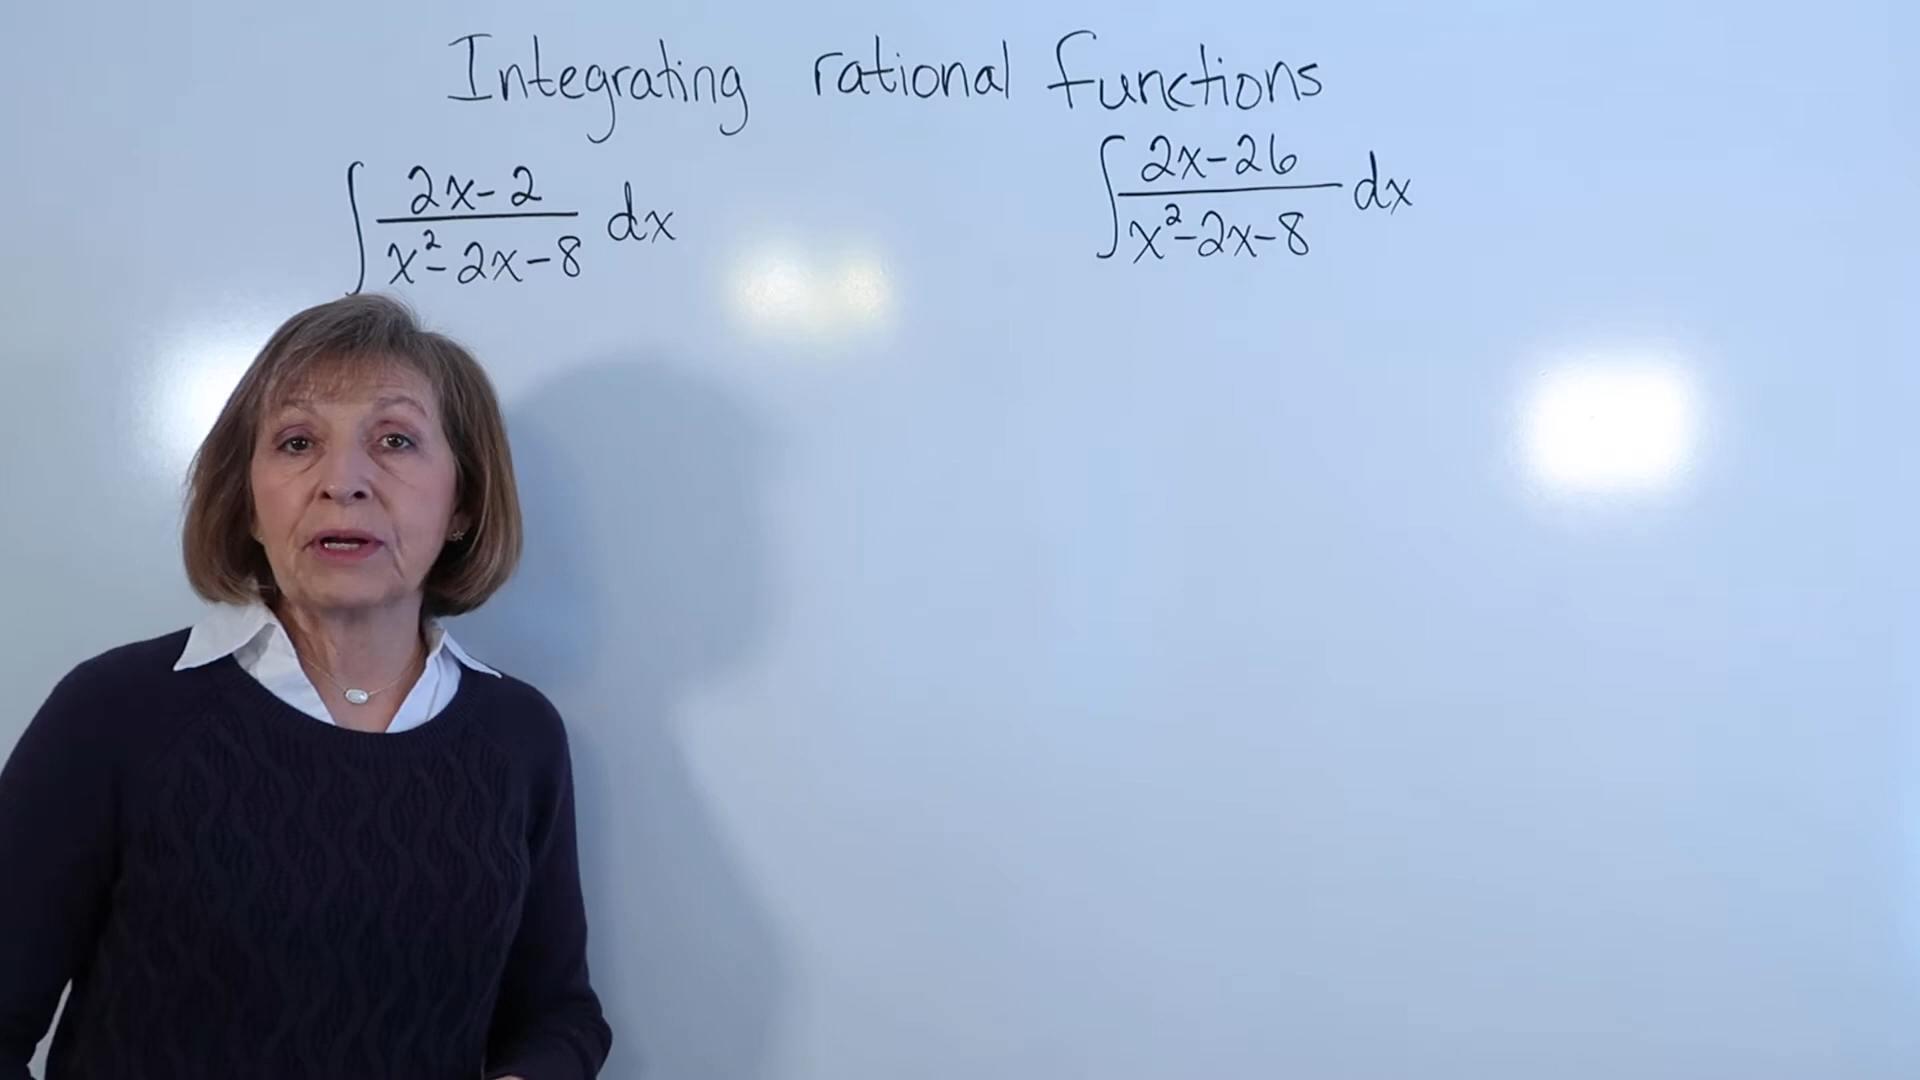 Integrating rational functions
∫ 2x-2 / x²-2x-8 dx
∫ 2x-26 / x²-2x-8 dx